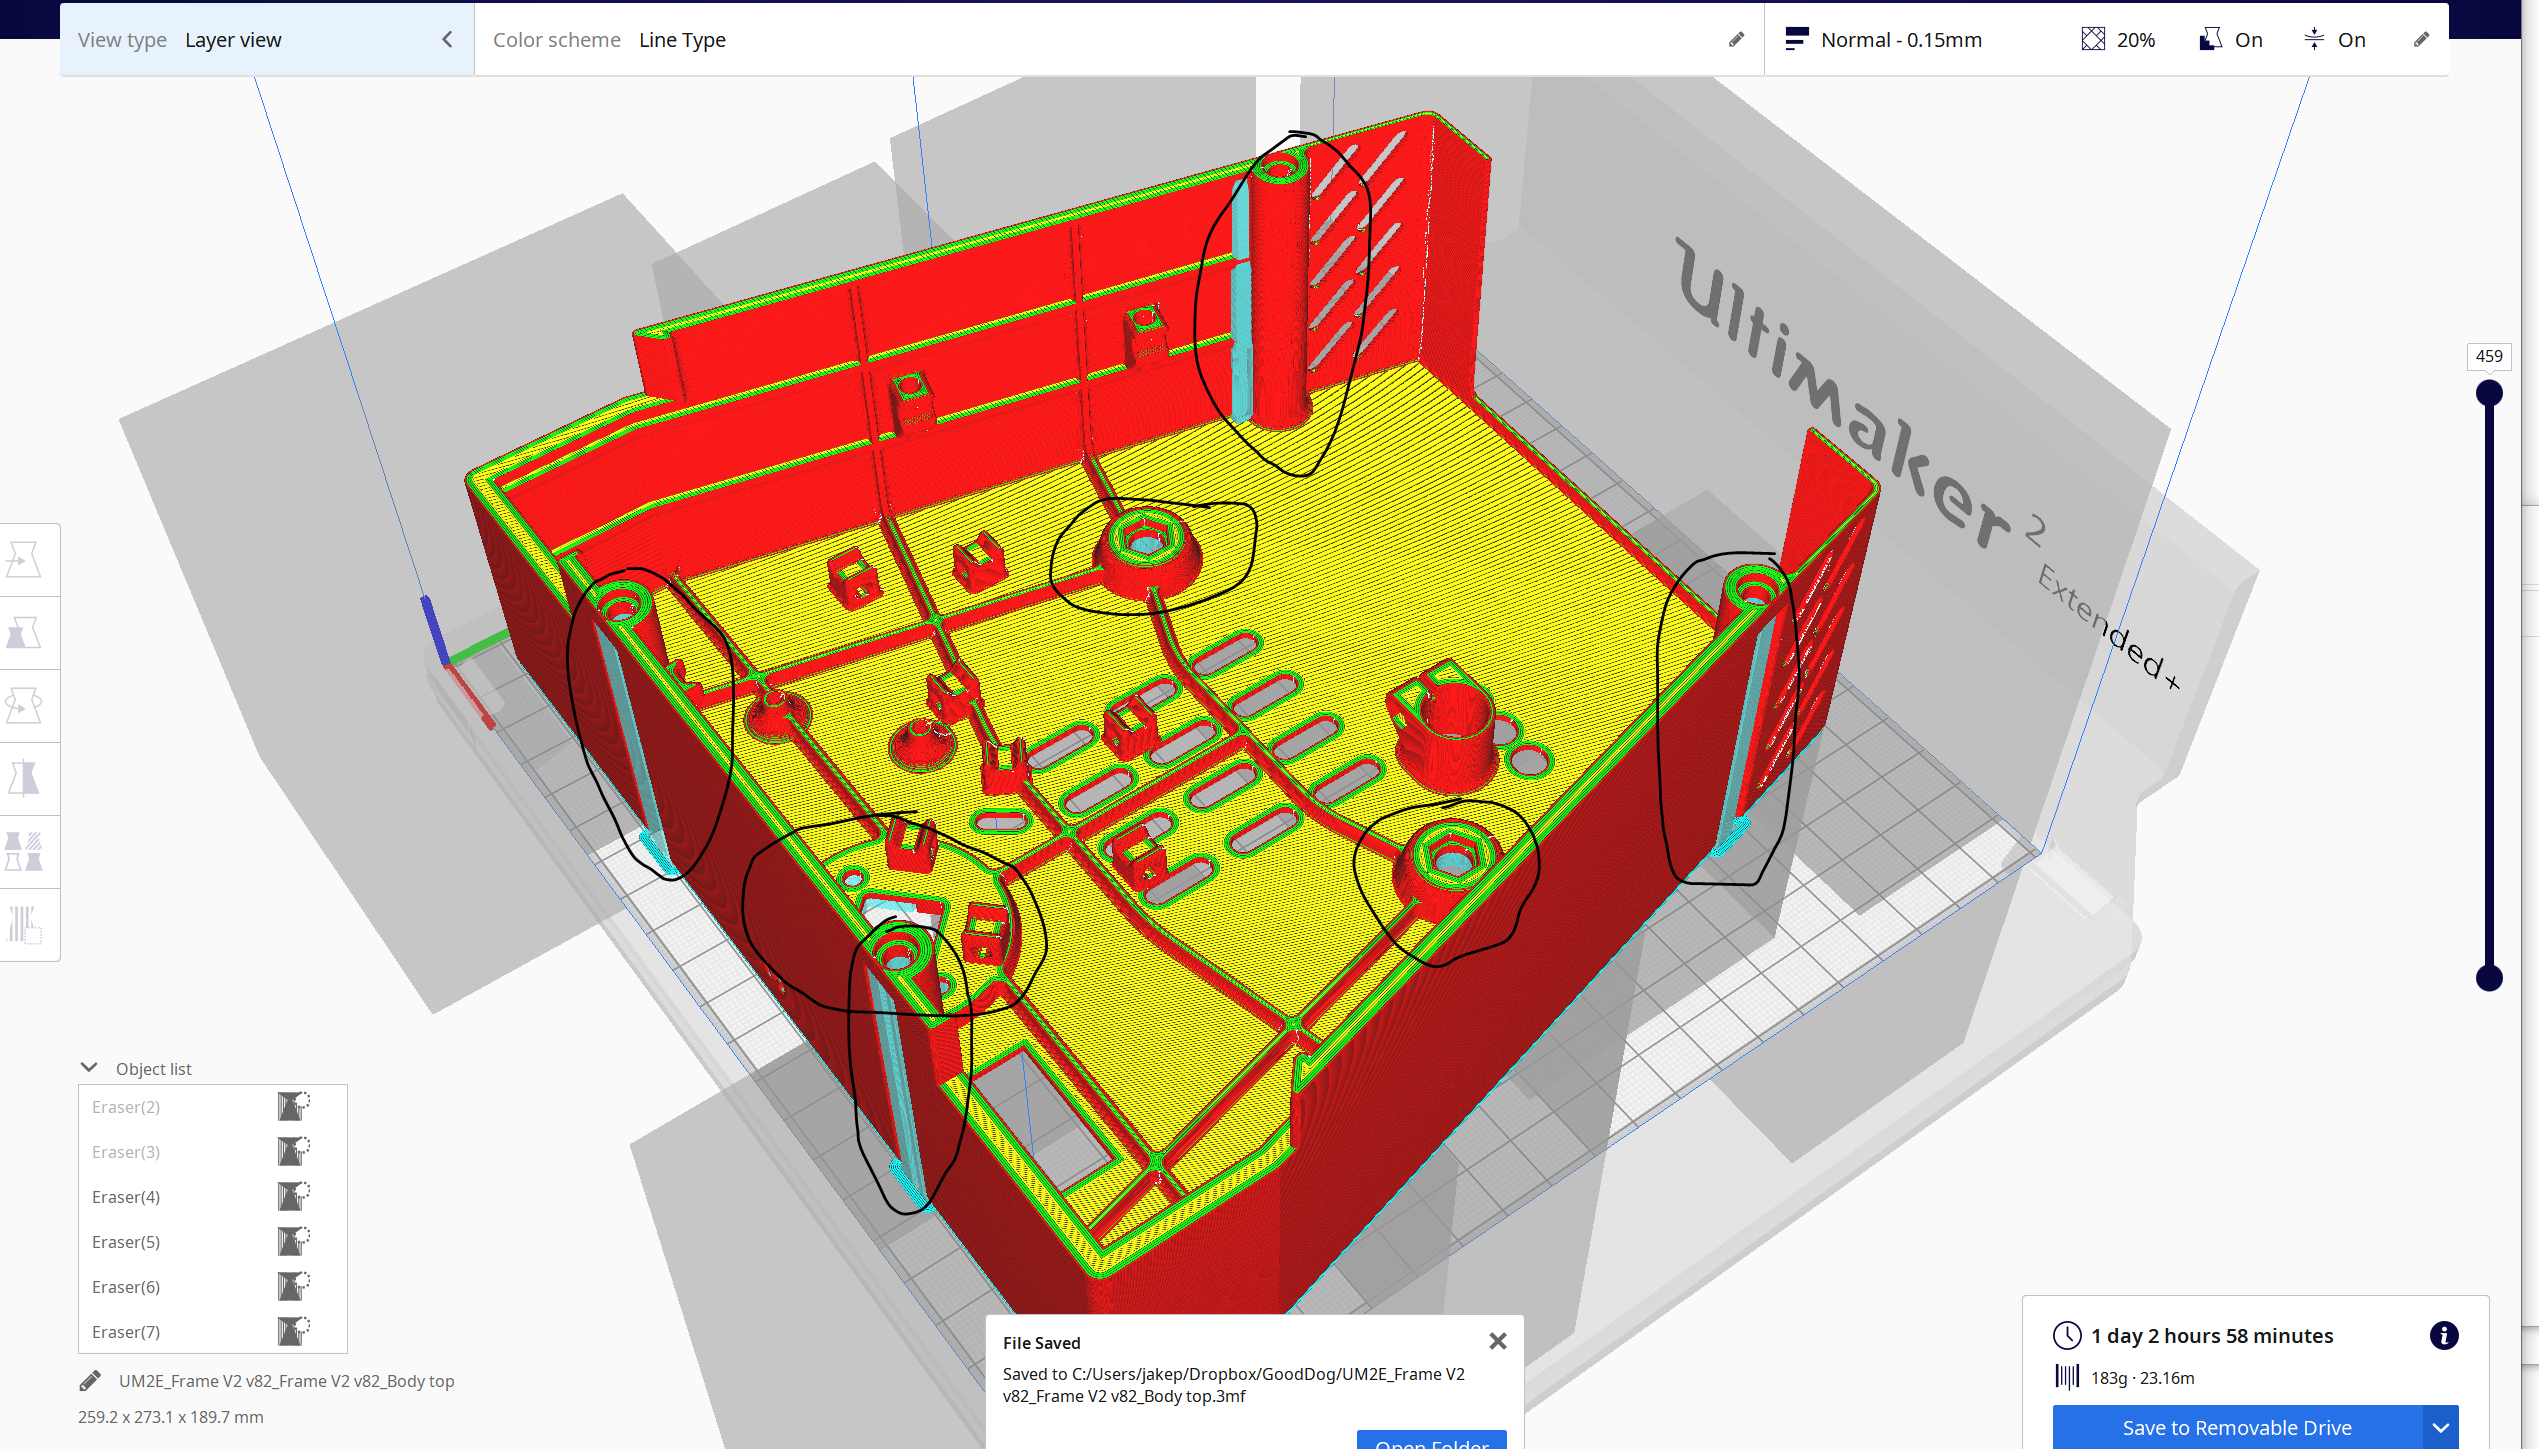 View type Layer view
Color scheme Line Type
Normal - 0.15mm
20%
On
On
459
Ultimaker 2
Extended+
Object list
Eraser(2)
Eraser(3)
Eraser(4)
Eraser(5)
Eraser(6)
Eraser(7)
UM2E_Frame V2 v82_Frame V2 v82_Body top
259.2 x 273.1 x 189.7 mm
File Saved
Saved to C:/Users/jakep/Dropbox/GoodDog/UM2E_Frame V2
v82_Frame V2 v82_Body top.3mf
Open Folder
1 day 2 hours 58 minutes
183g · 23.16m
Save to Removable Drive